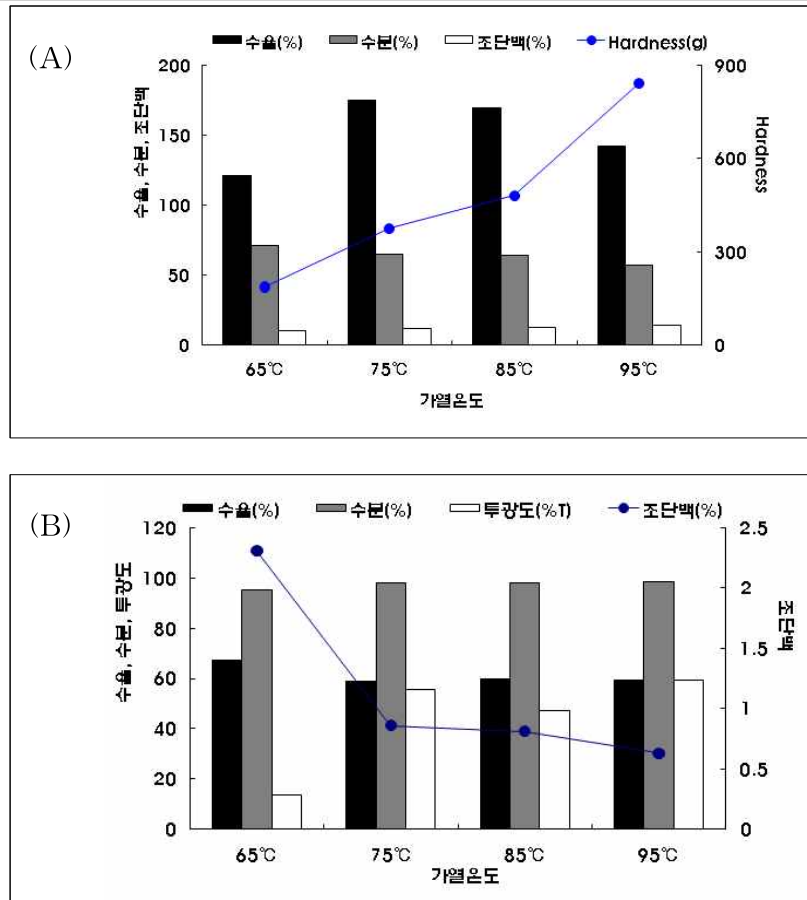 (A)
수율(%) 수분(%) 조단백(%) Hardness(g)
수율, 수분, 조단백
200
150
100
50
0
Hardness
900
600
300
0
65℃ 75℃ 85℃ 95℃
가열온도
(B)
수율(%) 수분(%) 투광도(%T) 조단백(%)
수율, 수분, 투광도
120
100
80
60
40
20
0
조단백
2.5
2
1.5
1
0.5
0
65℃ 75℃ 85℃ 95℃
가열온도